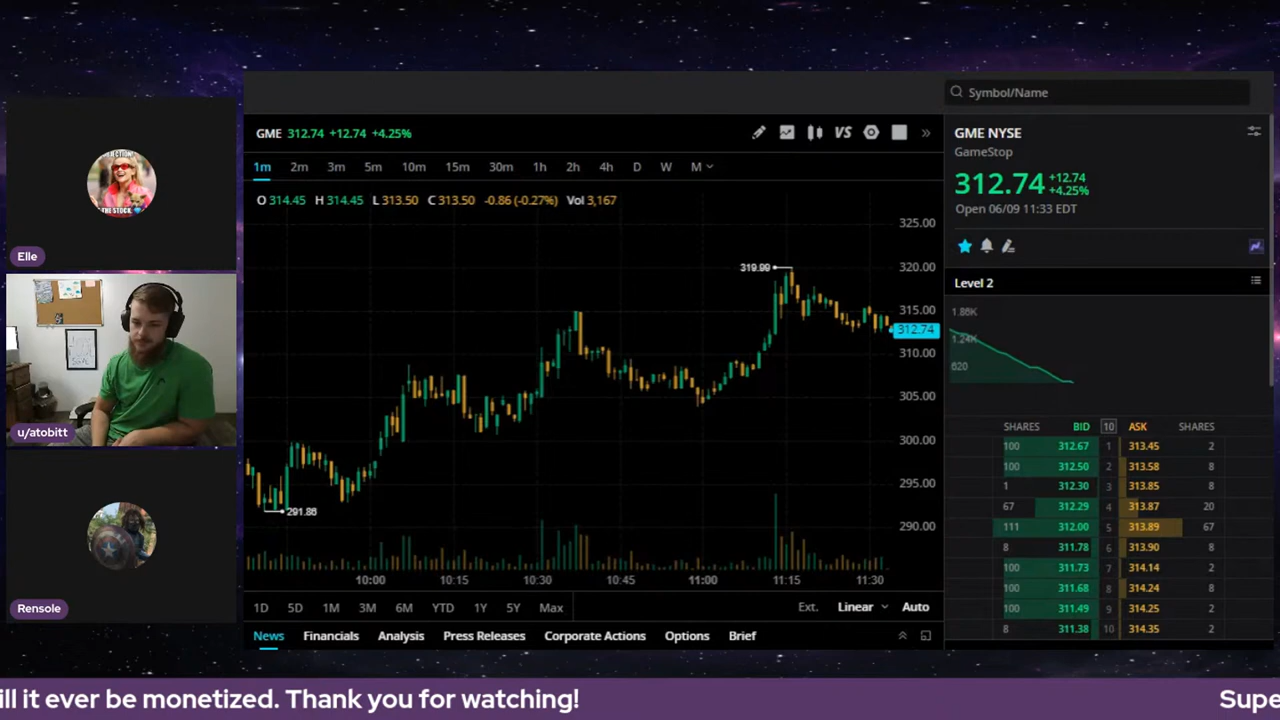 Elle
u/atobitt
Rensole
GME 312.74 +12.74 +4.25%
VS
1m 2m 3m 5m 10m 15m 30m 1h 2h 4h D W M
O 314.45 H 314.45 L 313.50 C 313.50 -0.86 (-0.27%) Vol 3,167
325.00
320.00
315.00
312.74
310.00
305.00
300.00
295.00
290.00
319.99
291.86
10:00 10:15 10:30 10:45 11:00 11:15 11:30
1D 5D 1M 3M 6M YTD 1Y 5Y Max Ext. Linear Auto
News Financials Analysis Press Releases Corporate Actions Options Brief
Symbol/Name
GME NYSE
GameStop
312.74 +12.74 +4.25%
Open 06/09 11:33 EDT
Level 2
1.86K
1.24K
620
SHARES BID 10 ASK SHARES
100 312.67 1 313.45 2
100 312.50 2 313.58 8
1 312.30 3 313.85 8
67 312.29 4 313.87 20
111 312.00 5 313.89 67
8 311.78 6 313.90 8
100 311.73 7 314.14 2
100 311.68 8 314.24 8
100 311.49 9 314.25 2
8 311.38 10 314.35 2
ill it ever be monetized. Thank you for watching! Supe